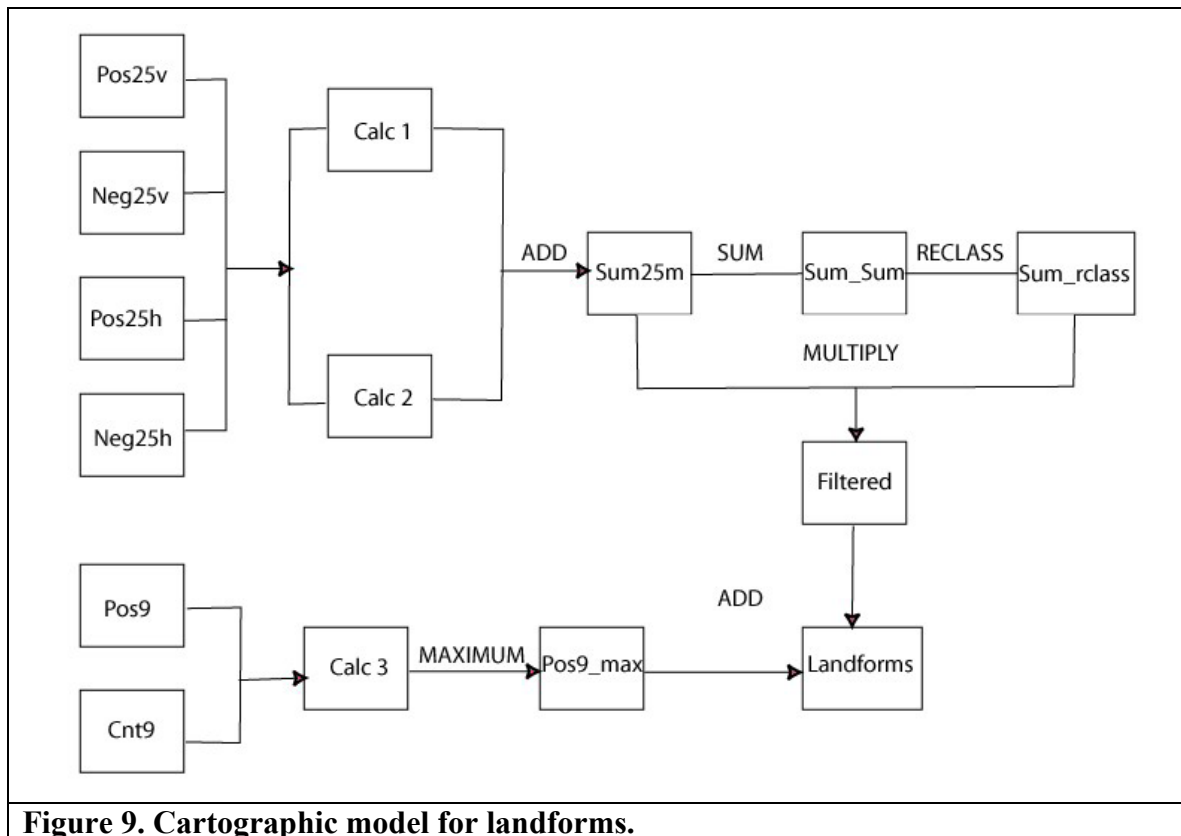 Pos25v
Neg25v
Pos25h
Neg25h
Calc 1
Calc 2
ADD
Sum25m
SUM
Sum_Sum
RECLASS
Sum_rclass
MULTIPLY
Filtered
Pos9
Cnt9
Calc 3
MAXIMUM
Pos9_max
ADD
Landforms
Figure 9. Cartographic model for landforms.